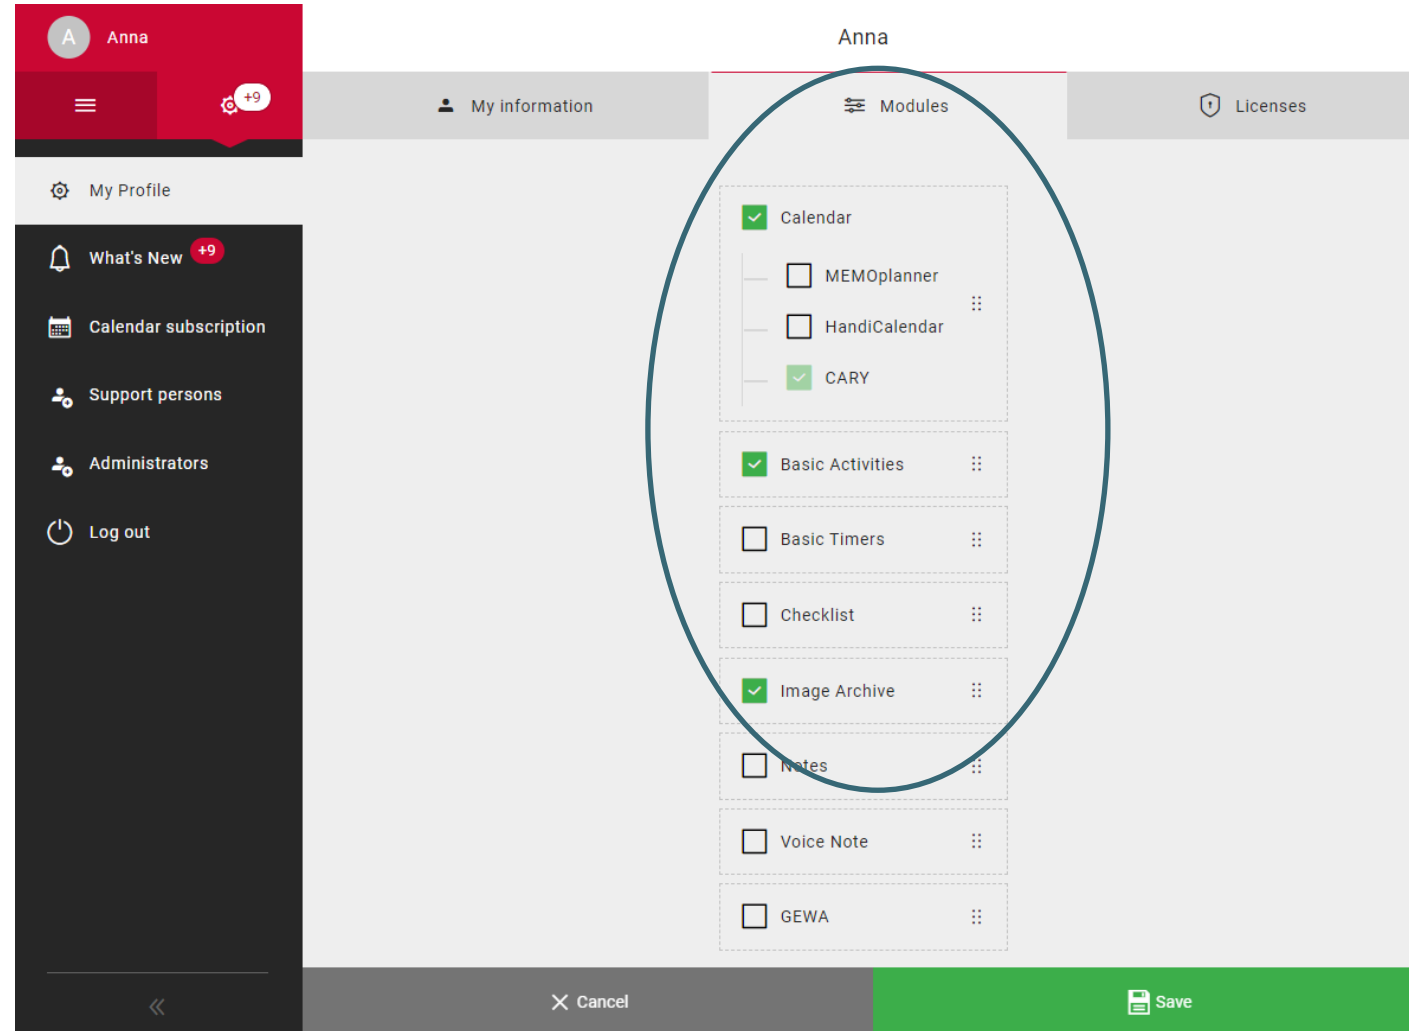 A Anna
Anna
+9
My information
Modules
Licenses
My Profile
What's New +9
Calendar subscription
Support persons
Administrators
Log out
Calendar
MEMOplanner
HandiCalendar
CARY
Basic Activities
Basic Timers
Checklist
Image Archive
Notes
Voice Note
GEWA
Cancel
Save